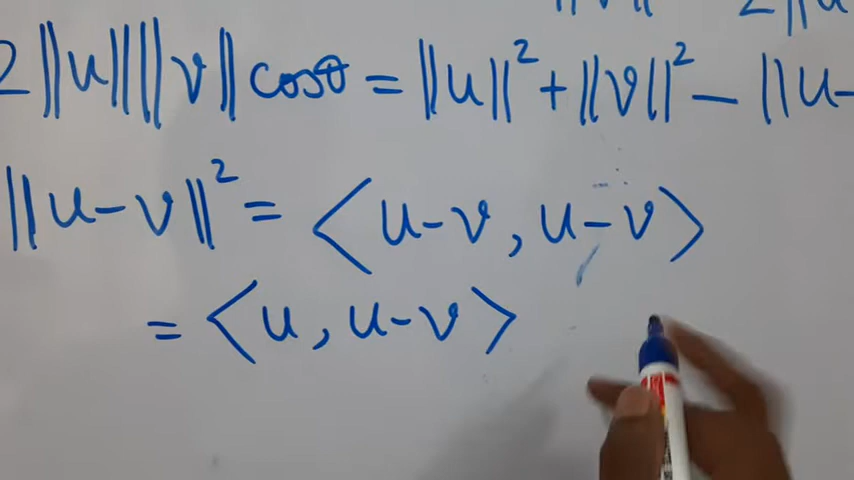 2||u|| ||v|| cosθ = ||u||² + ||v||² − ||u-
||u-v||² = <u-v, u-v>
= <u, u-v>